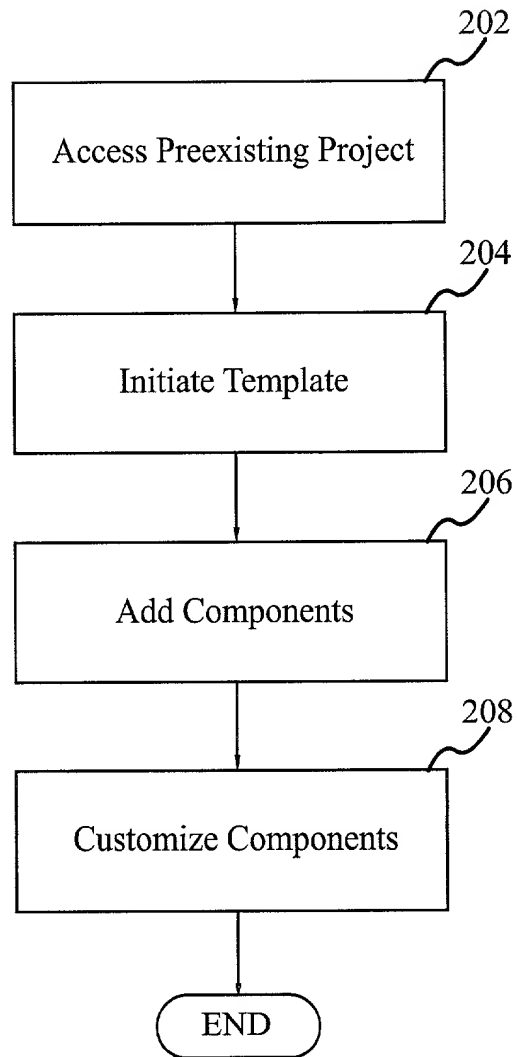 202
Access Preexisting Project
204
Initiate Template
206
Add Components
208
Customize Components
END